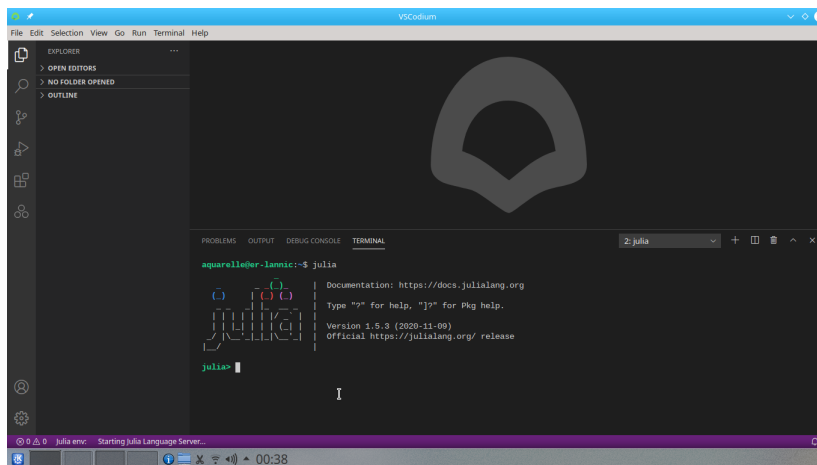 VSCodium
File Edit Selection View Go Run Terminal Help
EXPLORER
OPEN EDITORS
NO FOLDER OPENED
OUTLINE
PROBLEMS OUTPUT DEBUG CONSOLE TERMINAL
2: julia
aquarelle@er-lannic:~$ julia
Documentation: https://docs.julialang.org
Type "?" for help, "]?" for Pkg help.
Version 1.5.3 (2020-11-09)
Official https://julialang.org/ release
julia>
0 0 Julia env: Starting Julia Language Server...
00:38